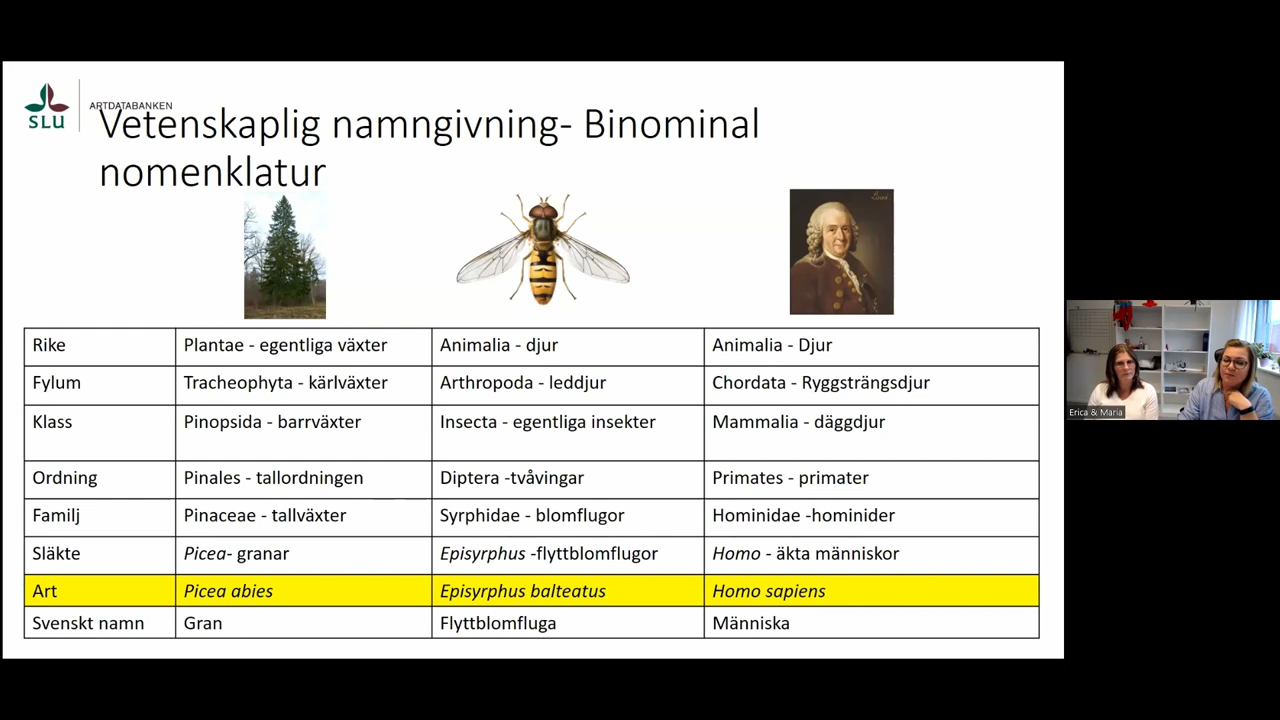 SLU
ARTDATABANKEN
Vetenskaplig namngivning- Binominal
nomenklatur
Rike Plantae - egentliga växter Animalia - djur Animalia - Djur
Fylum Tracheophyta - kärlväxter Arthropoda - leddjur Chordata - Ryggsträngsdjur
Klass Pinopsida - barrväxter Insecta - egentliga insekter Mammalia - däggdjur
Ordning Pinales - tallordningen Diptera -tvåvingar Primates - primater
Familj Pinaceae - tallväxter Syrphidae - blomflugor Hominidae -hominider
Släkte Picea- granar Episyrphus -flyttblomflugor Homo - äkta människor
Art Picea abies Episyrphus balteatus Homo sapiens
Svenskt namn Gran Flyttblomfluga Människa
Erica & Maria